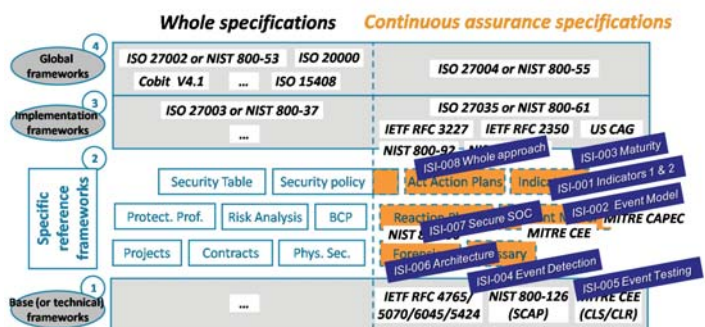 Whole specifications
Continuous assurance specifications
4
Global frameworks
ISO 27002 or NIST 800-53
ISO 20000
Cobit V4.1
...
ISO 15408
ISO 27004 or NIST 800-55
3
Implementation frameworks
ISO 27003 or NIST 800-37
...
ISO 27035 or NIST 800-61
IETF RFC 3227
IETF RFC 2350
US CAG
NIST 800-92
ISI-008 Whole approach
ISI-003 Maturity
2
Specific reference frameworks
Security Table
Security policy
Act Action Plans
ISI-001 Indicators 1 & 2
Protect. Prof.
Risk Analysis
BCP
Reaction
ISI-007 Secure SOC
ISI-002 Event Model
MITRE CAPEC
MITRE CEE
Projects
Contracts
Phys. Sec.
ISI-006 Architecture
ISI-004 Event Detection
ISI-005 Event Testing
1
Base (or technical) frameworks
...
IETF RFC 4765/
5070/6045/5424
NIST 800-126
(SCAP)
MITRE CEE
(CLS/CLR)